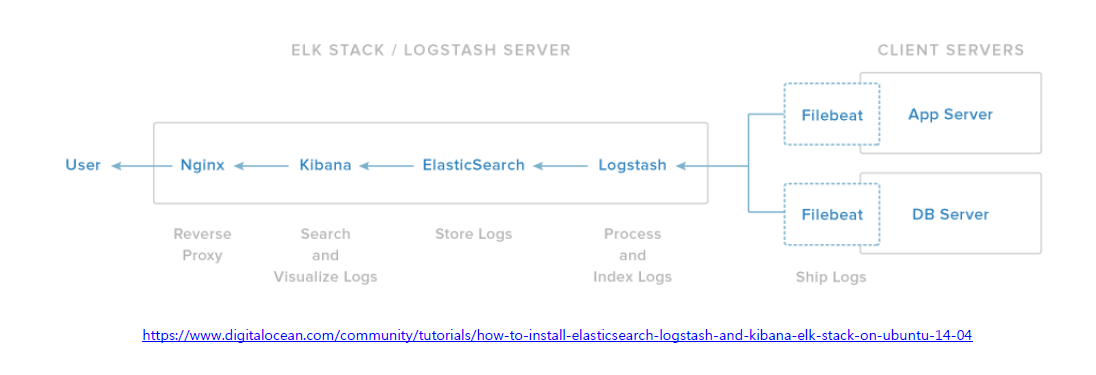 ELK STACK / LOGSTASH SERVER
CLIENT SERVERS
Filebeat
App Server
User
Nginx
Kibana
ElasticSearch
Logstash
Filebeat
DB Server
Reverse
Proxy
Search
and
Visualize Logs
Store Logs
Process
and
Index Logs
Ship Logs
https://www.digitalocean.com/community/tutorials/how-to-install-elasticsearch-logstash-and-kibana-elk-stack-on-ubuntu-14-04